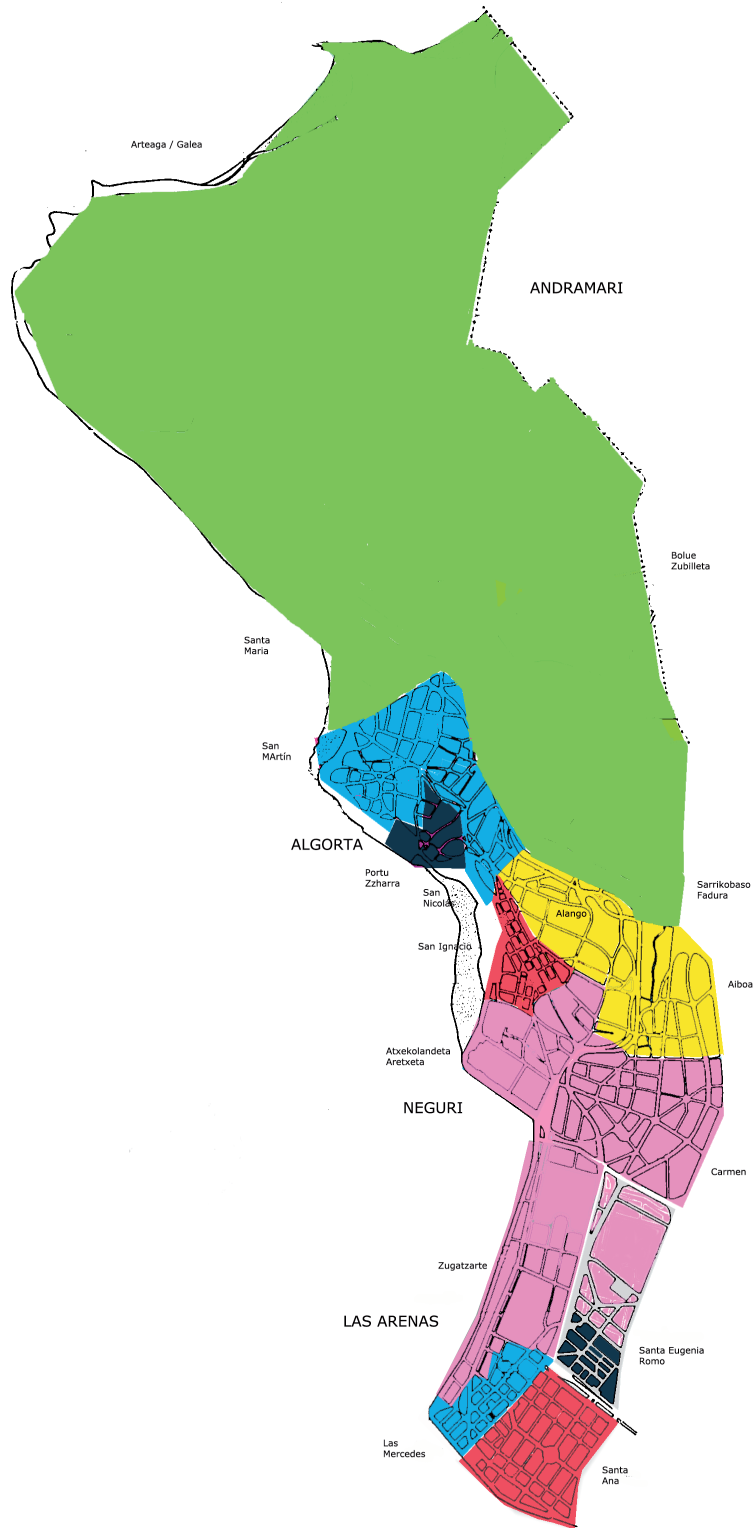 Arteaga / Galea
ANDRAMARI
Bolue
Zubilleta
Santa
Maria
San
MArtín
ALGORTA
Portu
Zzharra
San
Nicolás
Sarrikobaso
Fadura
Alango
San Ignacio
Aiboa
Atxekolandeta
Aretxeta
NEGURI
Carmen
Zugatzarte
LAS ARENAS
Santa Eugenia
Romo
Las
Mercedes
Santa
Ana